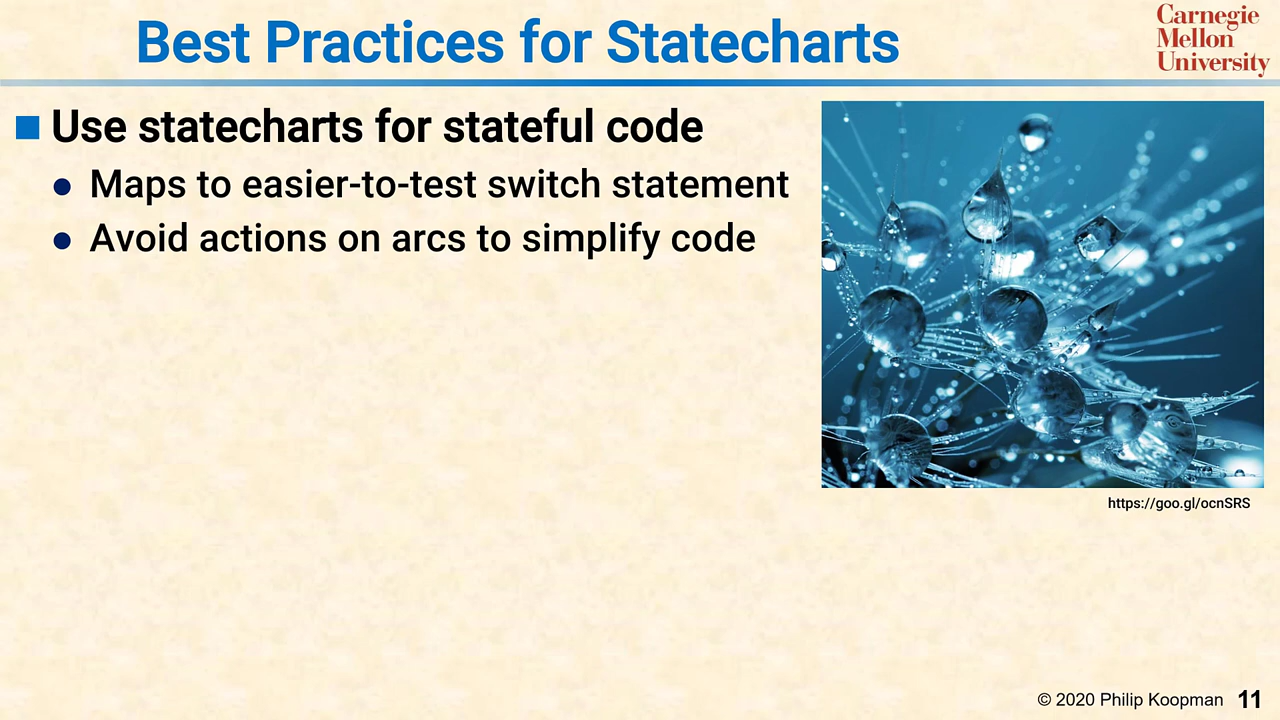 Best Practices for Statecharts
Carnegie
Mellon
University
Use statecharts for stateful code
Maps to easier-to-test switch statement
Avoid actions on arcs to simplify code
https://goo.gl/ocnSRS
© 2020 Philip Koopman 11